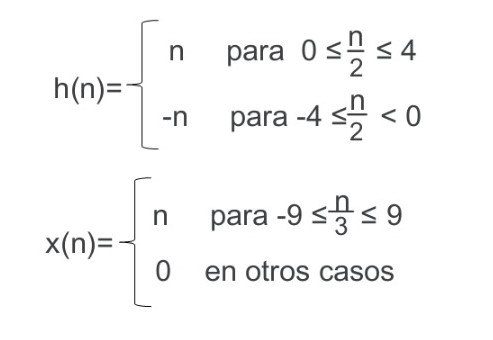 h(n)= n para 0 ≤ n/2 ≤ 4
-n para -4 ≤ n/2 < 0
x(n)= n para -9 ≤ n/3 ≤ 9
0 en otros casos